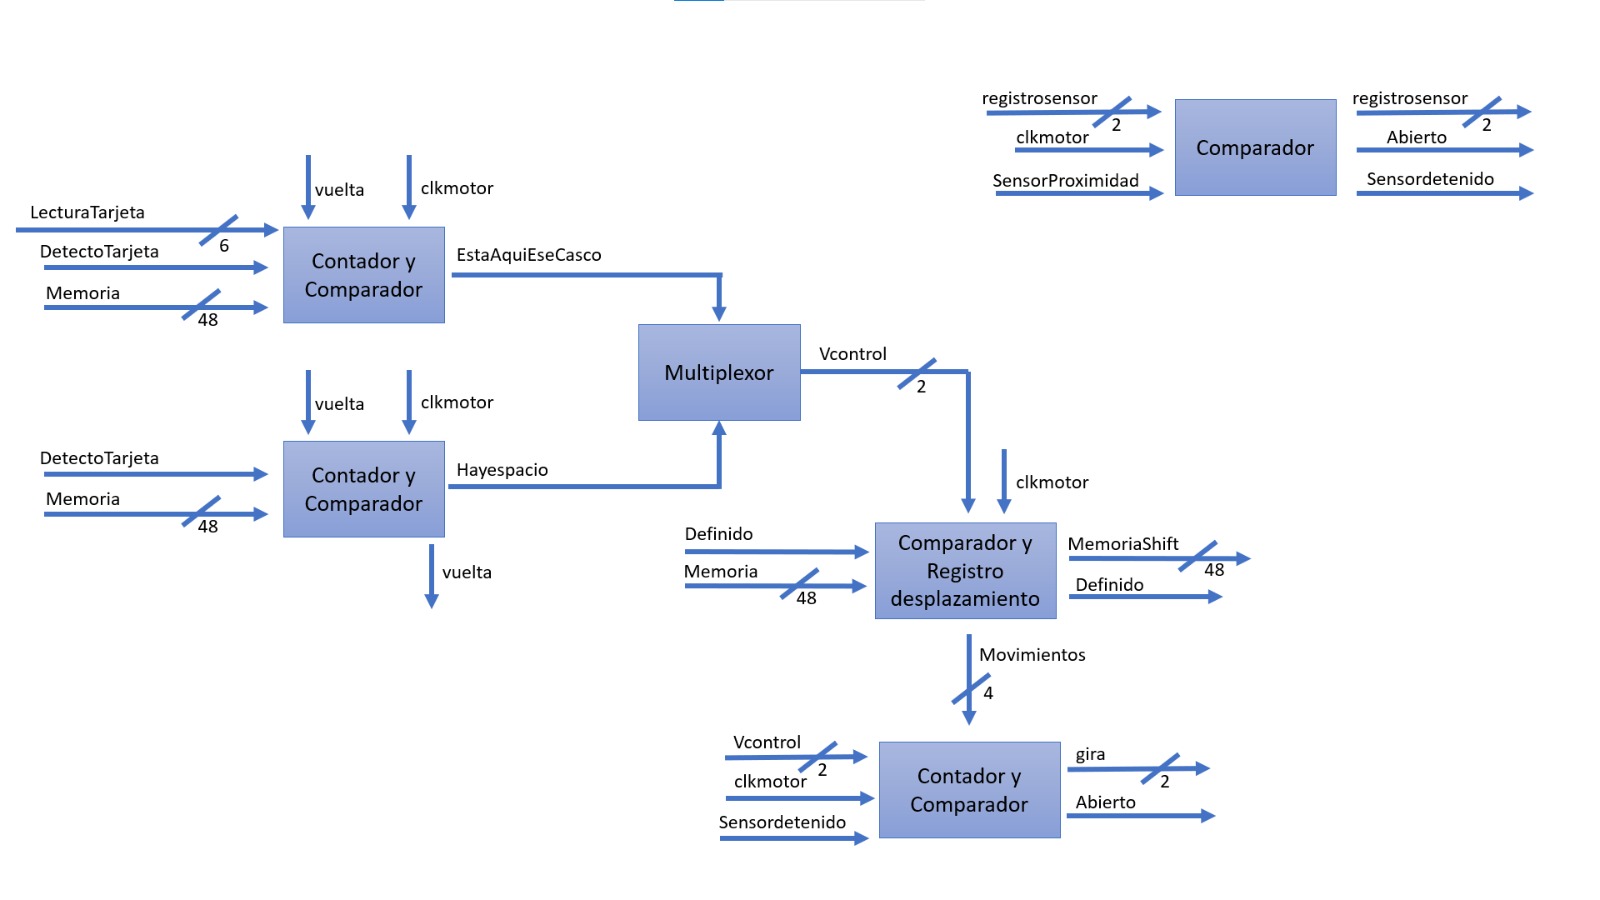 registrosensor
2
clkmotor
SensorProximidad
Comparador
registrosensor
2
Abierto
Sensordetenido
vuelta
clkmotor
LecturaTarjeta
6
DetectoTarjeta
Memoria
48
Contador y
Comparador
EstaAquiEseCasco
Multiplexor
Vcontrol
2
vuelta
clkmotor
DetectoTarjeta
Memoria
48
Contador y
Comparador
Hayespacio
vuelta
clkmotor
Definido
Memoria
48
Comparador y
Registro
desplazamiento
MemoriaShift
48
Definido
Movimientos
4
Vcontrol
2
clkmotor
Sensordetenido
Contador y
Comparador
gira
2
Abierto